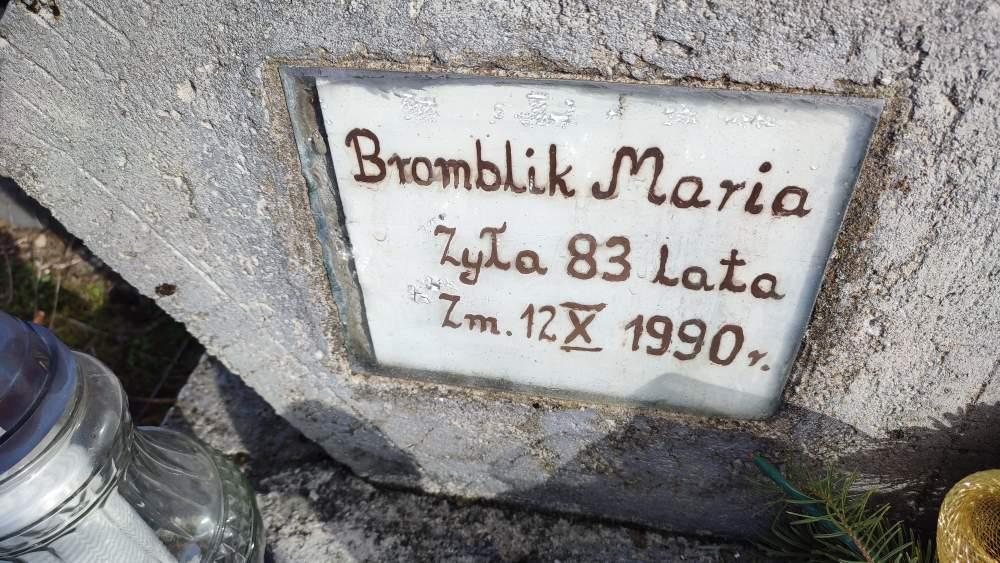 Bromblik Maria
Żyła 83 lata
Zm. 12 X 1990 r.